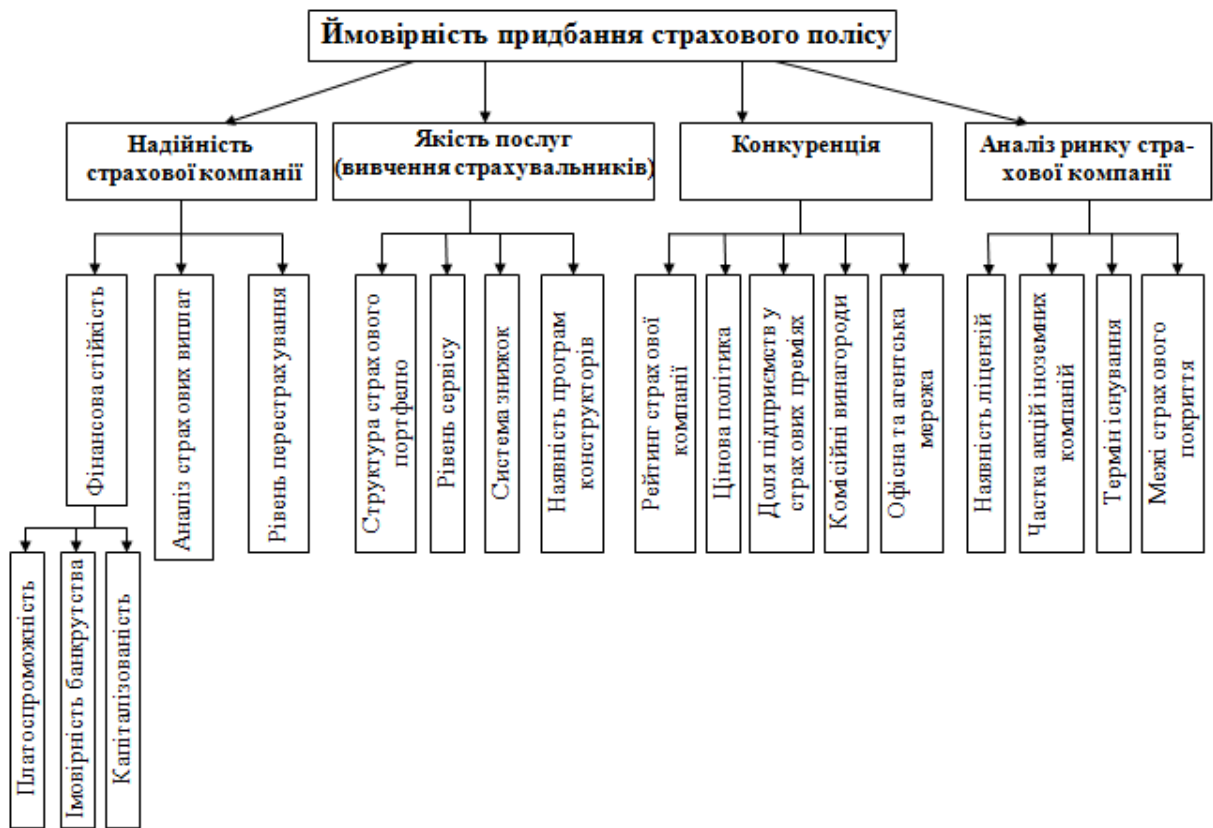 Ймовірність придбання страхового полісу
Надійність
страхової компанії
Якість послуг
(вивчення страхувальників)
Конкуренція
Аналіз ринку стра-
хової компанії
Фінансова стійкість
Аналіз страхових виплат
Рівень перестрахування
Структура страхового
портфелю
Рівень сервісу
Система знижок
Наявність програм
конструкторів
Рейтинг страхової
компанії
Цінова політика
Доля підприємств у
страхових преміях
Комісійні винагороди
Офісна та агентська
мережа
Наявність ліцензій
Частка акцій іноземних
компаній
Термін існування
Межі страхового
покриття
Платоспроможність
Імовірність банкрутства
Капіталізованість